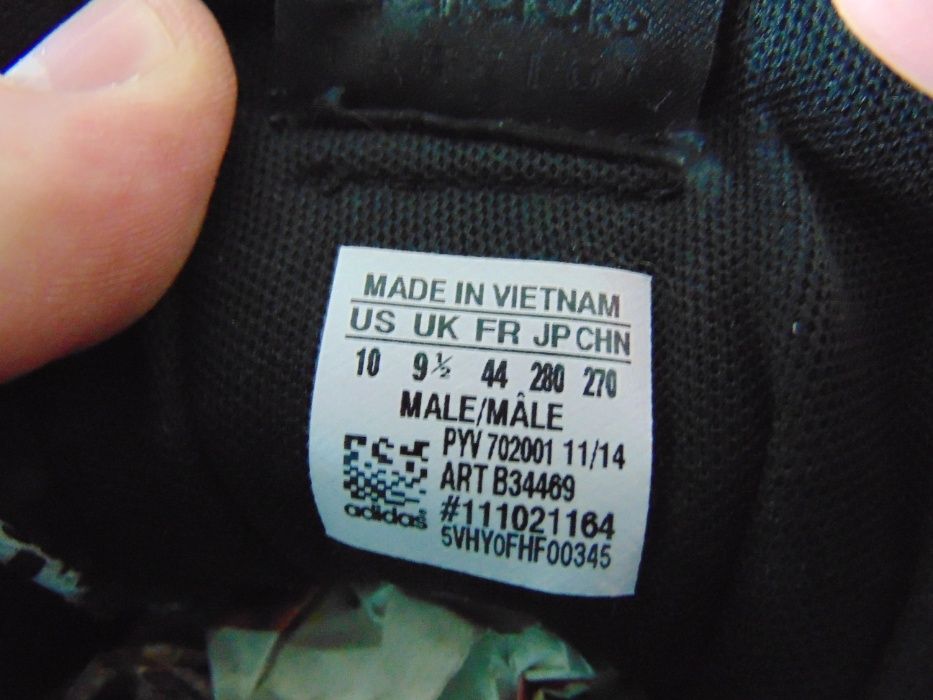 MADE IN VIETNAM
US UK FR JP CHN
10 9½ 44 280 270
MALE/MÂLE
PYV 702001 11/14
ART B34469
adidas #111021164
5VHY0FHF00345